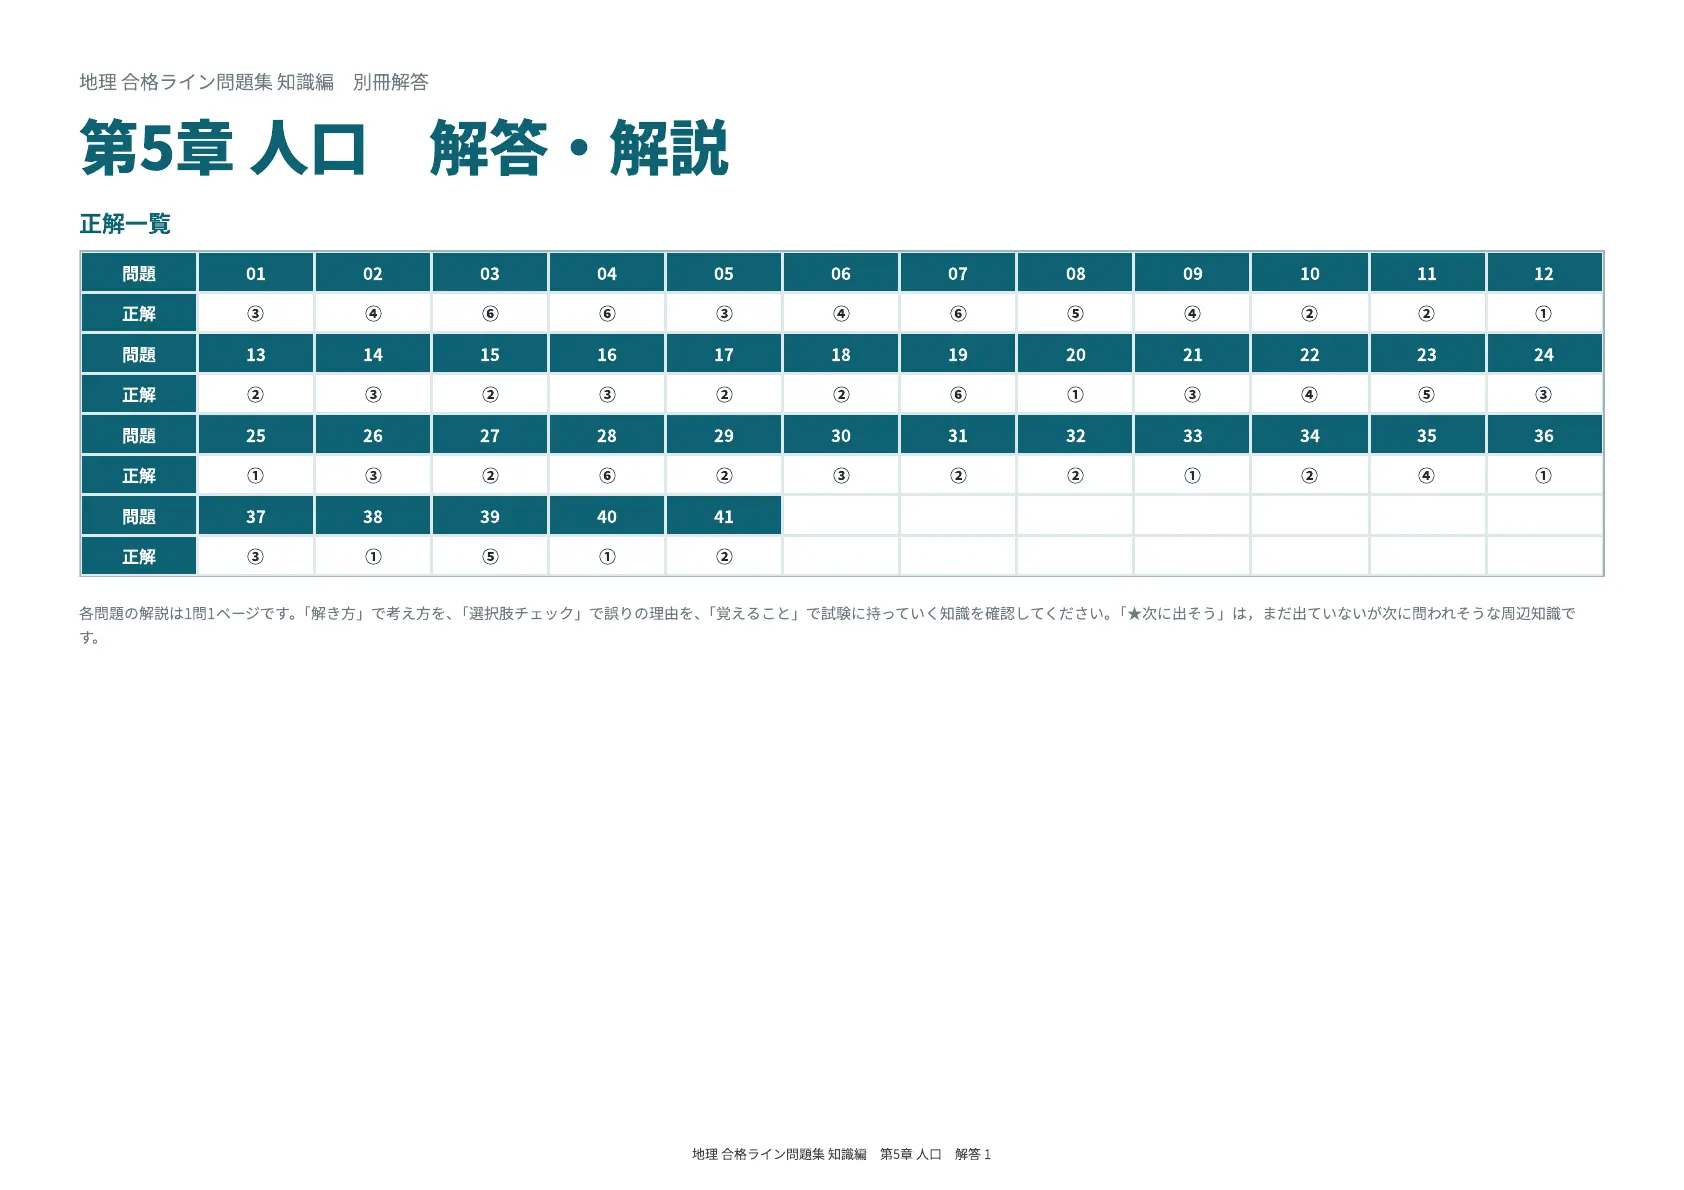 地理 合格ライン問題集 知識編　別冊解答
第5章 人口　解答・解説
正解一覧
問題 01 02 03 04 05 06 07 08 09 10 11 12
正解 ③ ④ ⑥ ⑥ ③ ④ ⑥ ⑤ ④ ② ② ①
問題 13 14 15 16 17 18 19 20 21 22 23 24
正解 ② ③ ② ③ ② ② ⑥ ① ③ ④ ⑤ ③
問題 25 26 27 28 29 30 31 32 33 34 35 36
正解 ① ③ ② ⑥ ② ③ ② ② ① ② ④ ①
問題 37 38 39 40 41
正解 ③ ① ⑤ ① ②
各問題の解説は1問1ページです。「解き方」で考え方を、「選択肢チェック」で誤りの理由を、「覚えること」で試験に持っていく知識を確認してください。「★次に出そう」は，まだ出ていないが次に問われそうな周辺知識で
す。
地理 合格ライン問題集 知識編　第5章 人口　解答 1